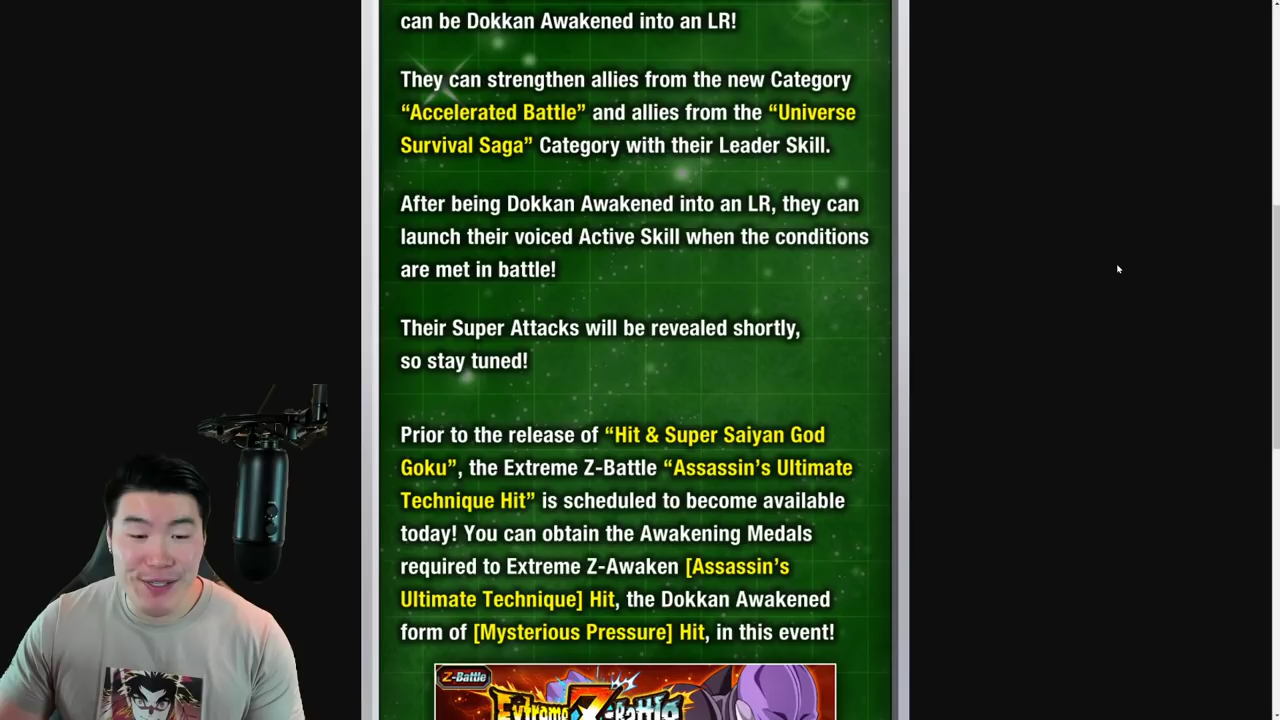 can be Dokkan Awakened into an LR!
They can strengthen allies from the new Category
“Accelerated Battle” and allies from the “Universe
Survival Saga” Category with their Leader Skill.
After being Dokkan Awakened into an LR, they can
launch their voiced Active Skill when the conditions
are met in battle!
Their Super Attacks will be revealed shortly,
so stay tuned!
Prior to the release of “Hit & Super Saiyan God
Goku”, the Extreme Z-Battle “Assassin’s Ultimate
Technique Hit” is scheduled to become available
today! You can obtain the Awakening Medals
required to Extreme Z-Awaken [Assassin’s
Ultimate Technique] Hit, the Dokkan Awakened
form of [Mysterious Pressure] Hit, in this event!
Z-Battle
Extreme Z-Battle